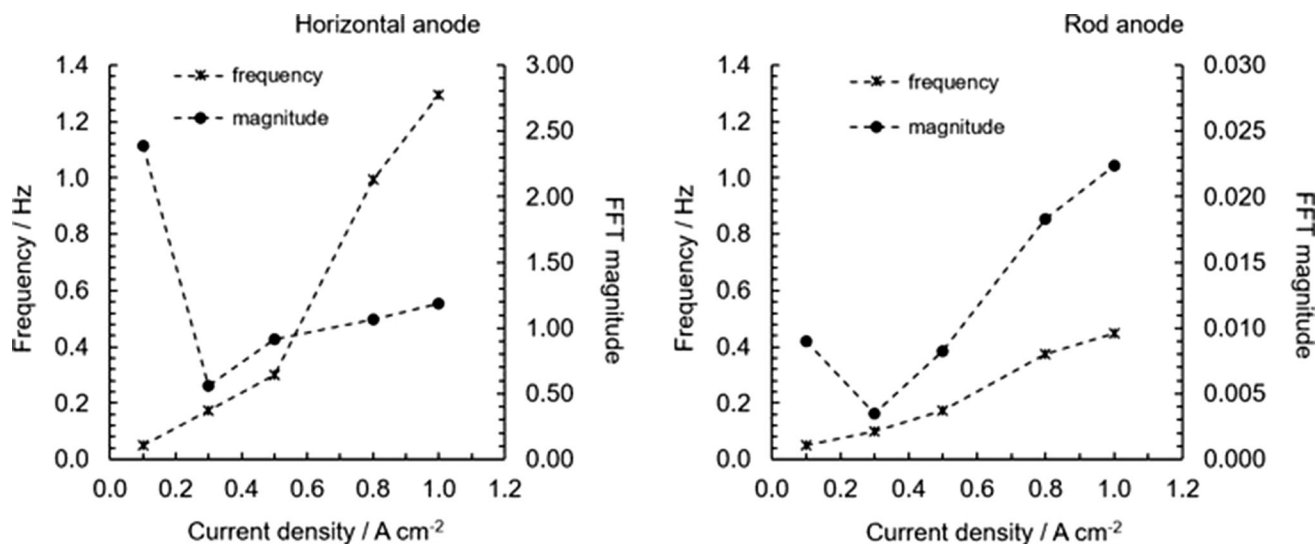 Horizontal anode
1.4
1.2
1.0
0.8
0.6
0.4
0.2
0.0
Frequency / Hz
frequency
magnitude
3.00
2.50
2.00
1.50
1.00
0.50
0.00
FFT magnitude
0.0 0.2 0.4 0.6 0.8 1.0 1.2
Current density / A cm-2
Rod anode
1.4
1.2
1.0
0.8
0.6
0.4
0.2
0.0
Frequency / Hz
frequency
magnitude
0.030
0.025
0.020
0.015
0.010
0.005
0.000
FFT magnitude
0.0 0.2 0.4 0.6 0.8 1.0 1.2
Current density / A cm-2